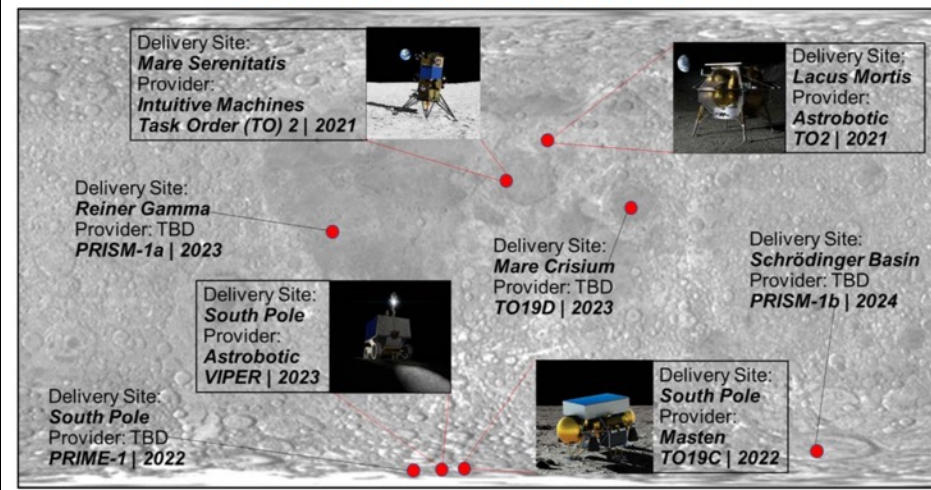 Delivery Site:
Mare Serenitatis
Provider:
Intuitive Machines
Task Order (TO) 2 | 2021
Delivery Site:
Lacus Mortis
Provider:
Astrobotic
TO2 | 2021
Delivery Site:
Reiner Gamma
Provider: TBD
PRISM-1a | 2023
Delivery Site:
Mare Crisium
Provider: TBD
TO19D | 2023
Delivery Site:
Schrödinger Basin
Provider: TBD
PRISM-1b | 2024
Delivery Site:
South Pole
Provider:
Astrobotic
VIPER | 2023
Delivery Site:
South Pole
Provider: TBD
PRIME-1 | 2022
Delivery Site:
South Pole
Provider:
Masten
TO19C | 2022